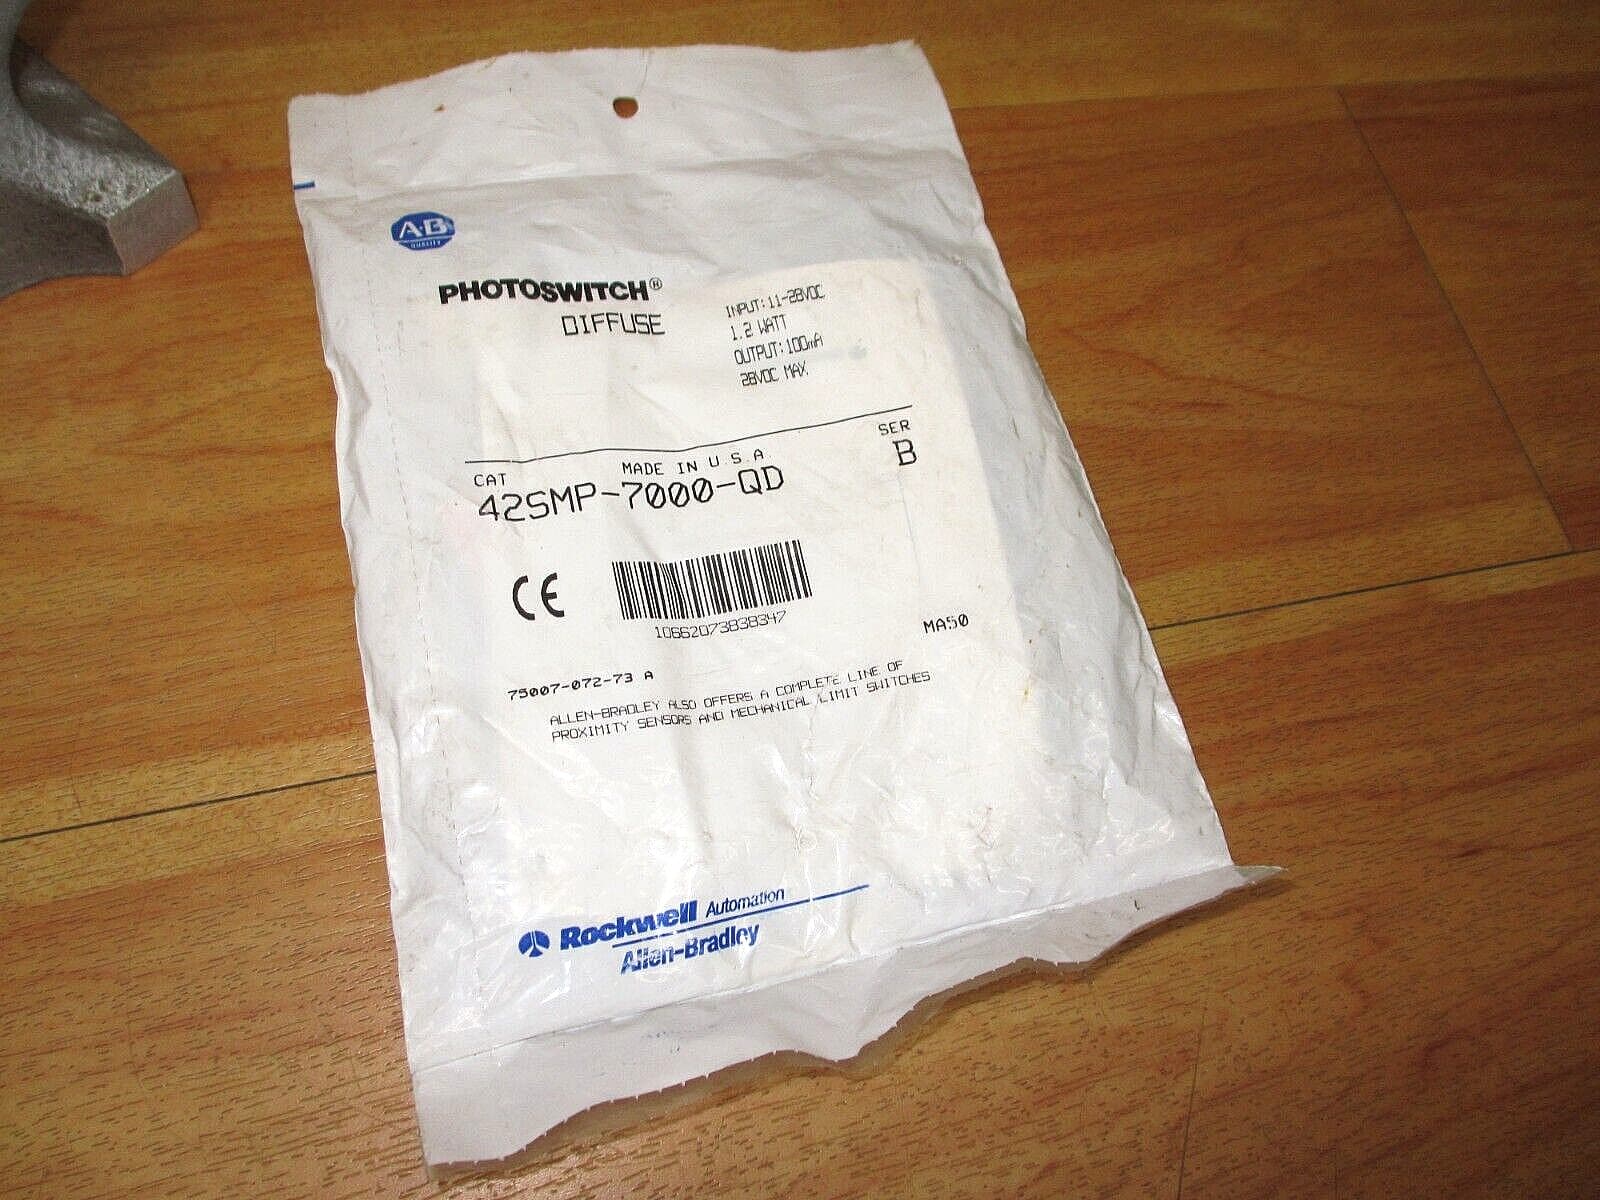 A-B
QUALITY
PHOTOSWITCH®
DIFFUSE
INPUT: 11-28VDC
1.2 WATT
OUTPUT: 100mA
28VDC MAX.
CAT
MADE IN U.S.A.
SER
42SMP-7000-QD
B
CE
10662073838347
MA50
75007-072-73 A
ALLEN-BRADLEY ALSO OFFERS A COMPLETE LINE OF
PROXIMITY SENSORS AND MECHANICAL LIMIT SWITCHES
Rockwell Automation
Allen-Bradley